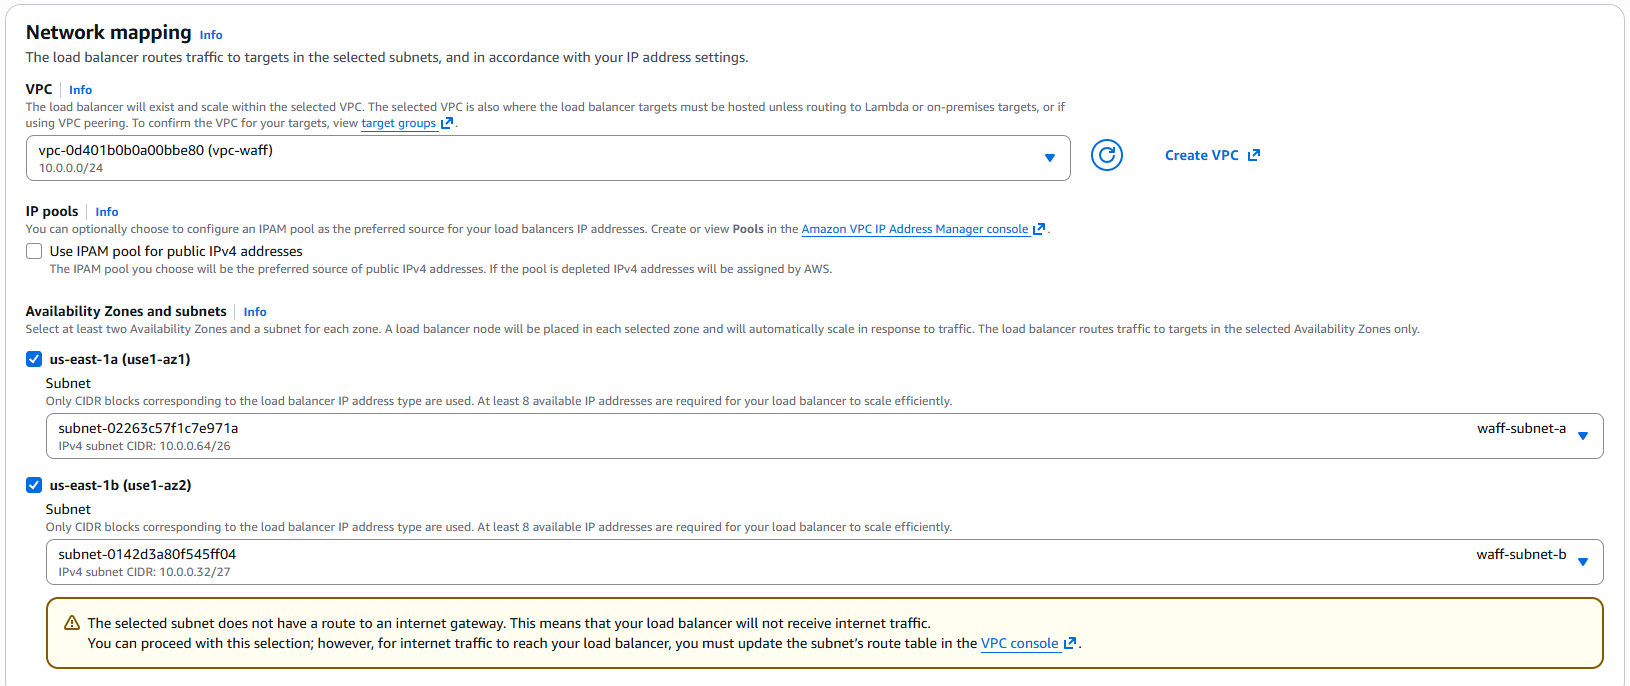 Network mapping Info
The load balancer routes traffic to targets in the selected subnets, and in accordance with your IP address settings.
VPC Info
The load balancer will exist and scale within the selected VPC. The selected VPC is also where the load balancer targets must be hosted unless routing to Lambda or on-premises targets, or if
using VPC peering. To confirm the VPC for your targets, view target groups .
vpc-0d401b0b0a00bbe80 (vpc-waff)
10.0.0.0/24
Create VPC
IP pools Info
You can optionally choose to configure an IPAM pool as the preferred source for your load balancers IP addresses. Create or view Pools in the Amazon VPC IP Address Manager console .
Use IPAM pool for public IPv4 addresses
The IPAM pool you choose will be the preferred source of public IPv4 addresses. If the pool is depleted IPv4 addresses will be assigned by AWS.
Availability Zones and subnets Info
Select at least two Availability Zones and a subnet for each zone. A load balancer node will be placed in each selected zone and will automatically scale in response to traffic. The load balancer routes traffic to targets in the selected Availability Zones only.
us-east-1a (use1-az1)
Subnet
Only CIDR blocks corresponding to the load balancer IP address type are used. At least 8 available IP addresses are required for your load balancer to scale efficiently.
subnet-02263c57f1c7e971a waff-subnet-a
IPv4 subnet CIDR: 10.0.0.64/26
us-east-1b (use1-az2)
Subnet
Only CIDR blocks corresponding to the load balancer IP address type are used. At least 8 available IP addresses are required for your load balancer to scale efficiently.
subnet-0142d3a80f545ff04 waff-subnet-b
IPv4 subnet CIDR: 10.0.0.32/27
The selected subnet does not have a route to an internet gateway. This means that your load balancer will not receive internet traffic.
You can proceed with this selection; however, for internet traffic to reach your load balancer, you must update the subnet’s route table in the VPC console .